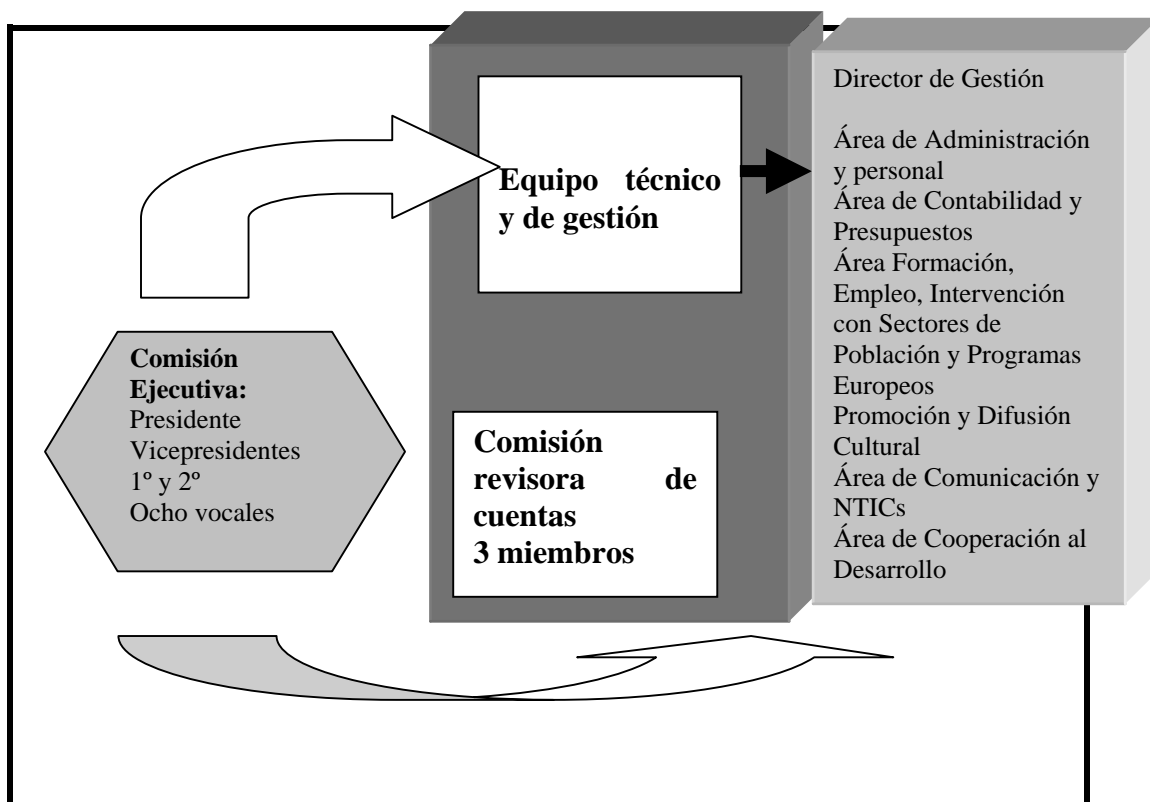 Comisión
Ejecutiva:
Presidente
Vicepresidentes
1º y 2º
Ocho vocales
Equipo técnico
y de gestión
Comisión
revisora de
cuentas
3 miembros
Director de Gestión
Área de Administración
y personal
Área de Contabilidad y
Presupuestos
Área Formación,
Empleo, Intervención
con Sectores de
Población y Programas
Europeos
Promoción y Difusión
Cultural
Área de Comunicación y
NTICs
Área de Cooperación al
Desarrollo